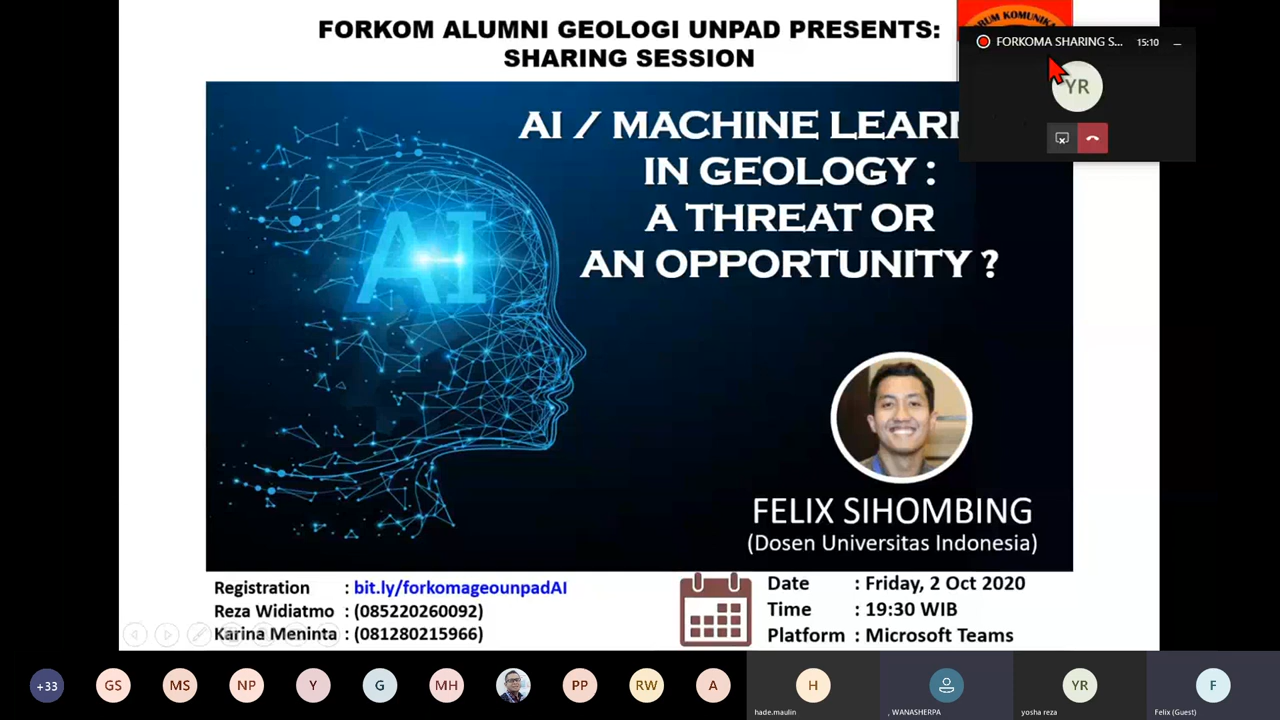 FORKOM ALUMNI GEOLOGI UNPAD PRESENTS:
SHARING SESSION
FORKOMA SHARING S... 15:10
YR
AI / MACHINE
IN GEOLOGY :
A THREAT OR
AN OPPORTUNITY ?
AI
FELIX SIHOMBING
(Dosen Universitas Indonesia)
Registration : bit.ly/forkomageounpadAI
Reza Widiatmo : (085220260092)
Karina Meninta : (081280215966)
Date : Friday, 2 Oct 2020
Time : 19:30 WIB
Platform : Microsoft Teams
+33 GS MS NP Y G MH PP RW A H YR F
hade.maulin , WANASHERPA yosha reza Felix (Guest)